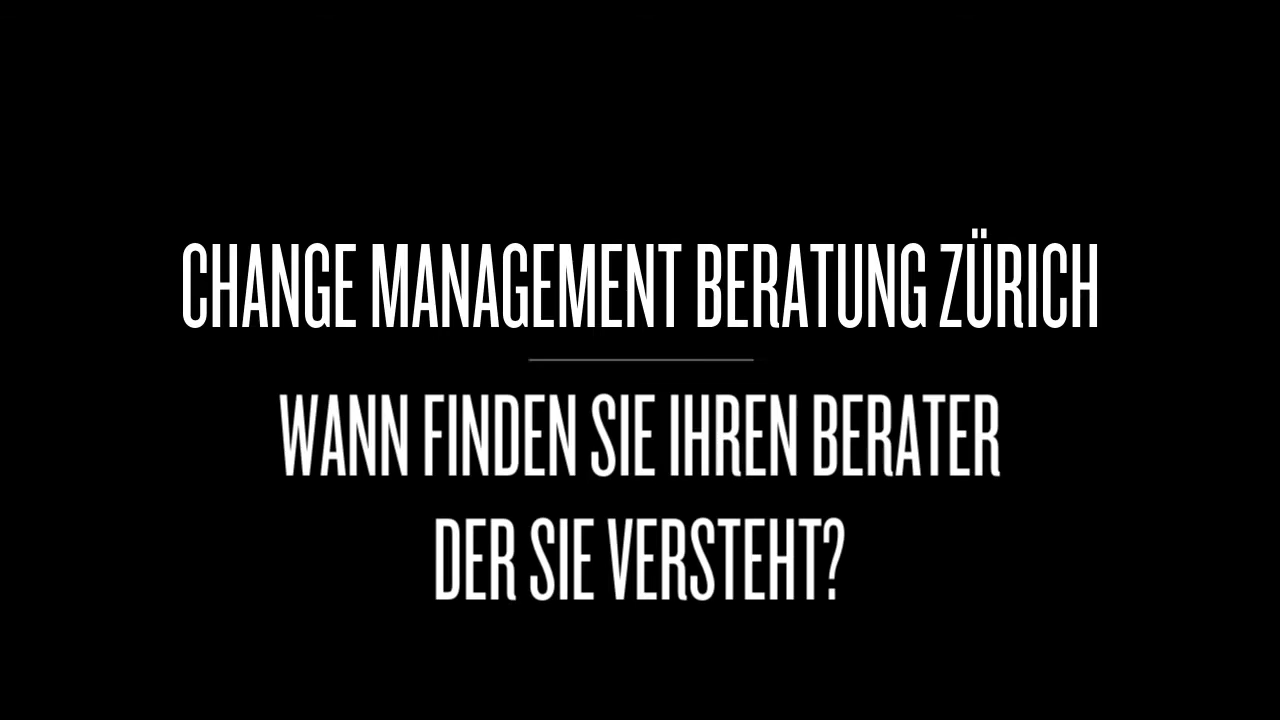 CHANGE MANAGEMENT BERATUNG ZÜRICH
WANN FINDEN SIE IHREN BERATER
DER SIE VERSTEHT?